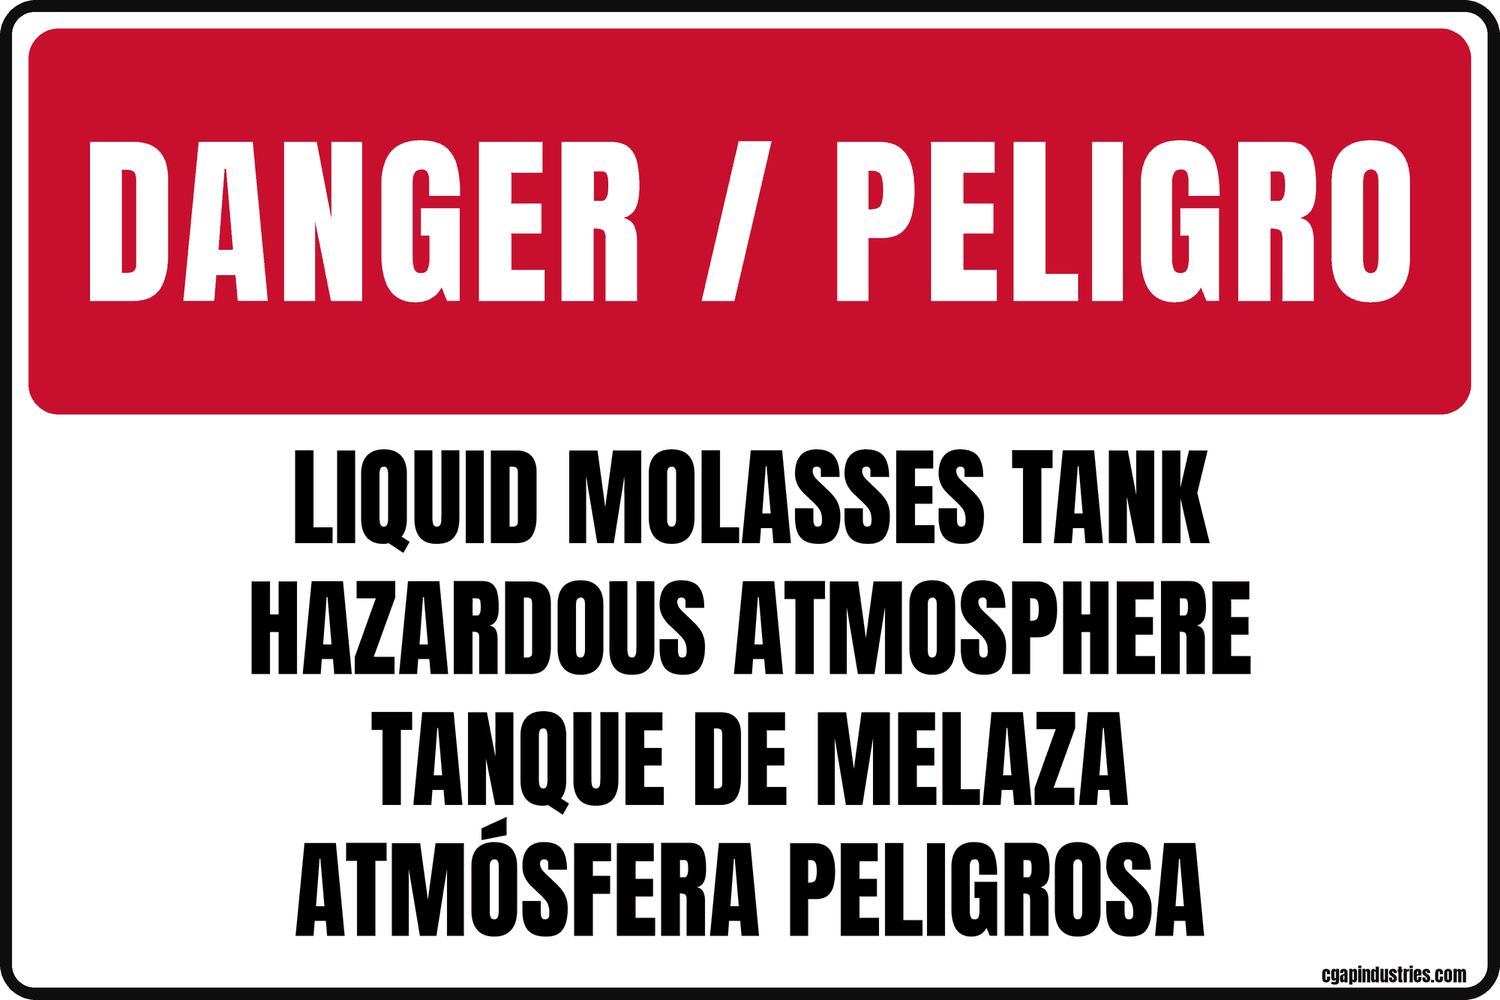 DANGER / PELIGRO
LIQUID MOLASSES TANK
HAZARDOUS ATMOSPHERE
TANQUE DE MELAZA
ATMÓSFERA PELIGROSA
cgapindustries.com